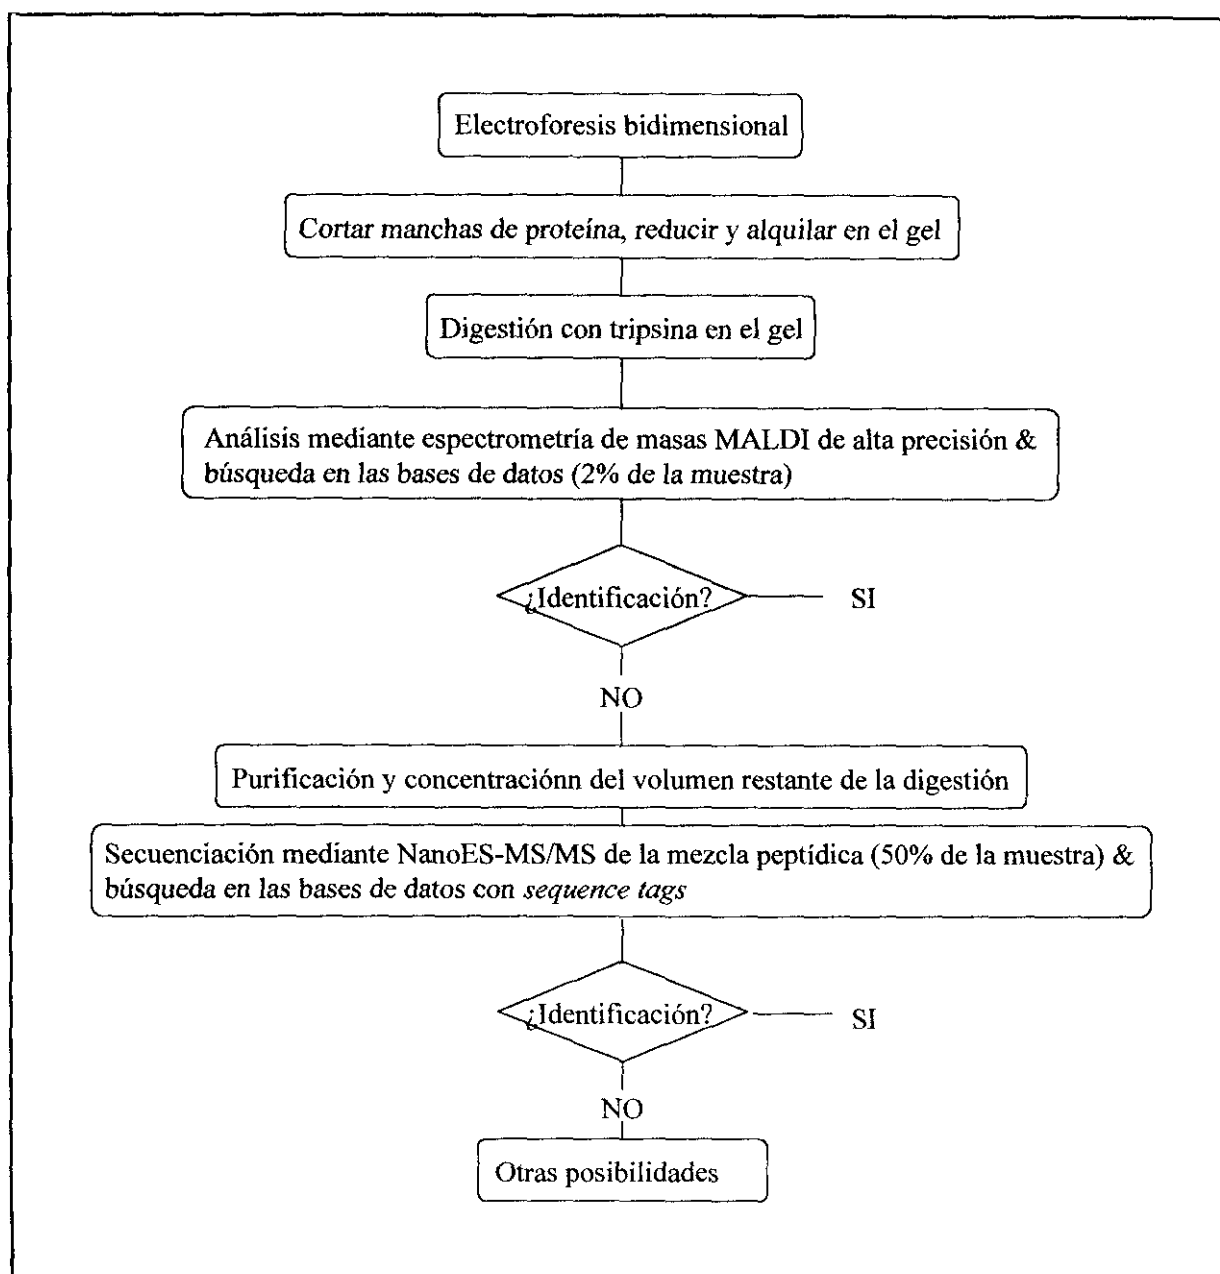 Electroforesis bidimensional
Cortar manchas de proteína, reducir y alquilar en el gel
Digestión con tripsina en el gel
Análisis mediante espectrometría de masas MALDI de alta precisión &
búsqueda en las bases de datos (2% de la muestra)
¿Identificación?
SI
NO
Purificación y concentraciónn del volumen restante de la digestión
Secuenciación mediante NanoES-MS/MS de la mezcla peptídica (50% de la muestra) &
búsqueda en las bases de datos con sequence tags
¿Identificación?
SI
NO
Otras posibilidades